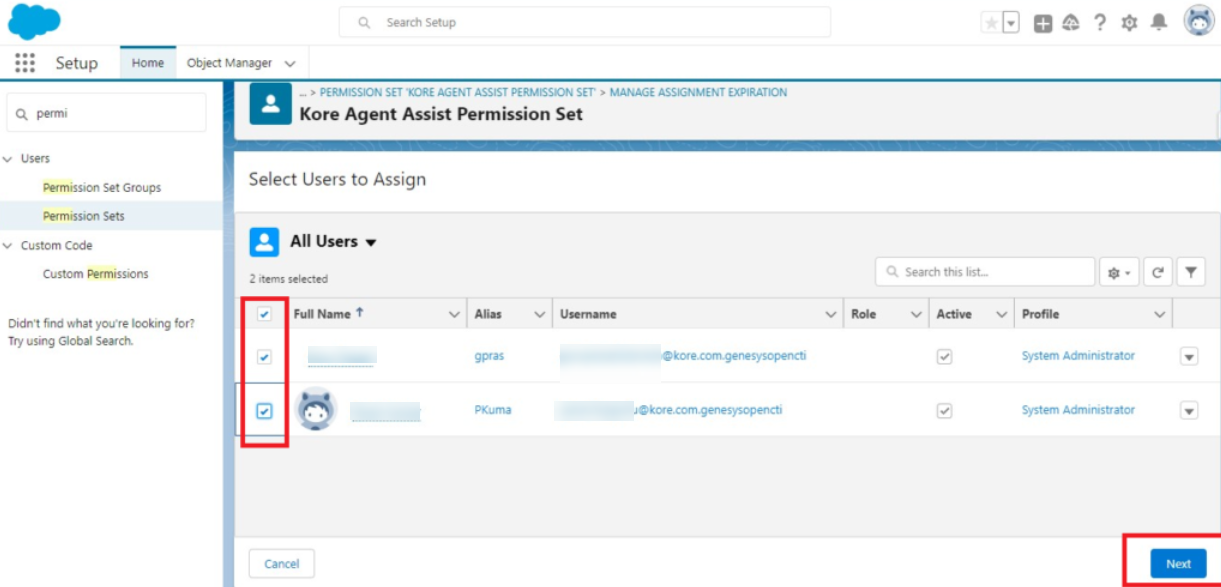 Search Setup
Setup
Home
Object Manager
permi
Users
Permission Set Groups
Permission Sets
Custom Code
Custom Permissions
Didn't find what you're looking for?
Try using Global Search.
... > PERMISSION SET 'KORE AGENT ASSIST PERMISSION SET' > MANAGE ASSIGNMENT EXPIRATION
Kore Agent Assist Permission Set
Select Users to Assign
All Users
2 items selected
Search this list...
Full Name ↑ Alias Username Role Active Profile
gpras @kore.com.genesysopencti System Administrator
PKuma u@kore.com.genesysopencti System Administrator
Cancel
Next